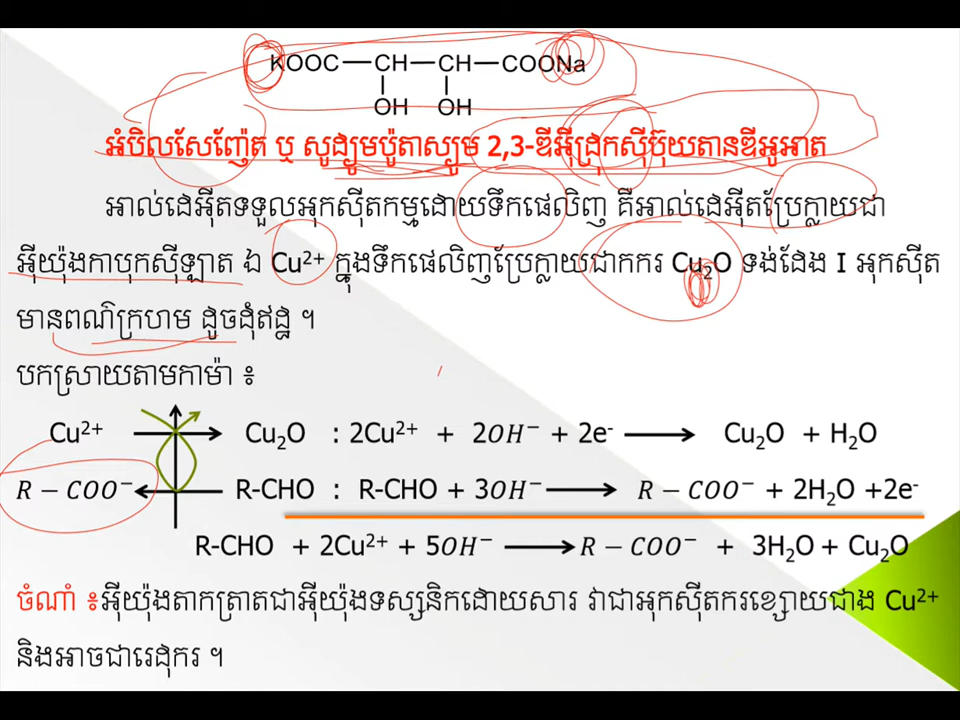 KOOC — CH — CH — COONa
OH OH
អំបិលសែញ៉ែត ឬ សូដ្យូមប៉ូតាស្យូម 2,3-ឌីអ៊ីដ្រុកស៊ីប៊ុយតានឌីអូអាត
អាល់ដេអ៊ីតទទួលអុកស៊ីតកម្មដោយទឹកផេលិញ គឺអាល់ដេអ៊ីតប្រែក្លាយជា
អ៊ីយ៉ុងកាបុកស៊ីឡាត ឯ Cu²⁺ ក្នុងទឹកផេលិញប្រែក្លាយជាកករ Cu₂O ទង់ដែង I អុកស៊ីត
មានពណ៌ក្រហម ដូចដុំឥដ្ឋ ។
បកស្រាយតាមកាម៉ា ៖
Cu²⁺ → Cu₂O : 2Cu²⁺ + 2OH⁻ + 2e⁻ → Cu₂O + H₂O
R − COO⁻ ← R-CHO : R-CHO + 3OH⁻ → R − COO⁻ + 2H₂O +2e⁻
R-CHO + 2Cu²⁺ + 5OH⁻ → R − COO⁻ + 3H₂O + Cu₂O
ចំណាំ ៖អ៊ីយ៉ុងតាកត្រាតជាអ៊ីយ៉ុងទស្សនិកដោយសារ វាជាអុកស៊ីតករខ្សោយជាង Cu²⁺
និងអាចជារេដុករ ។